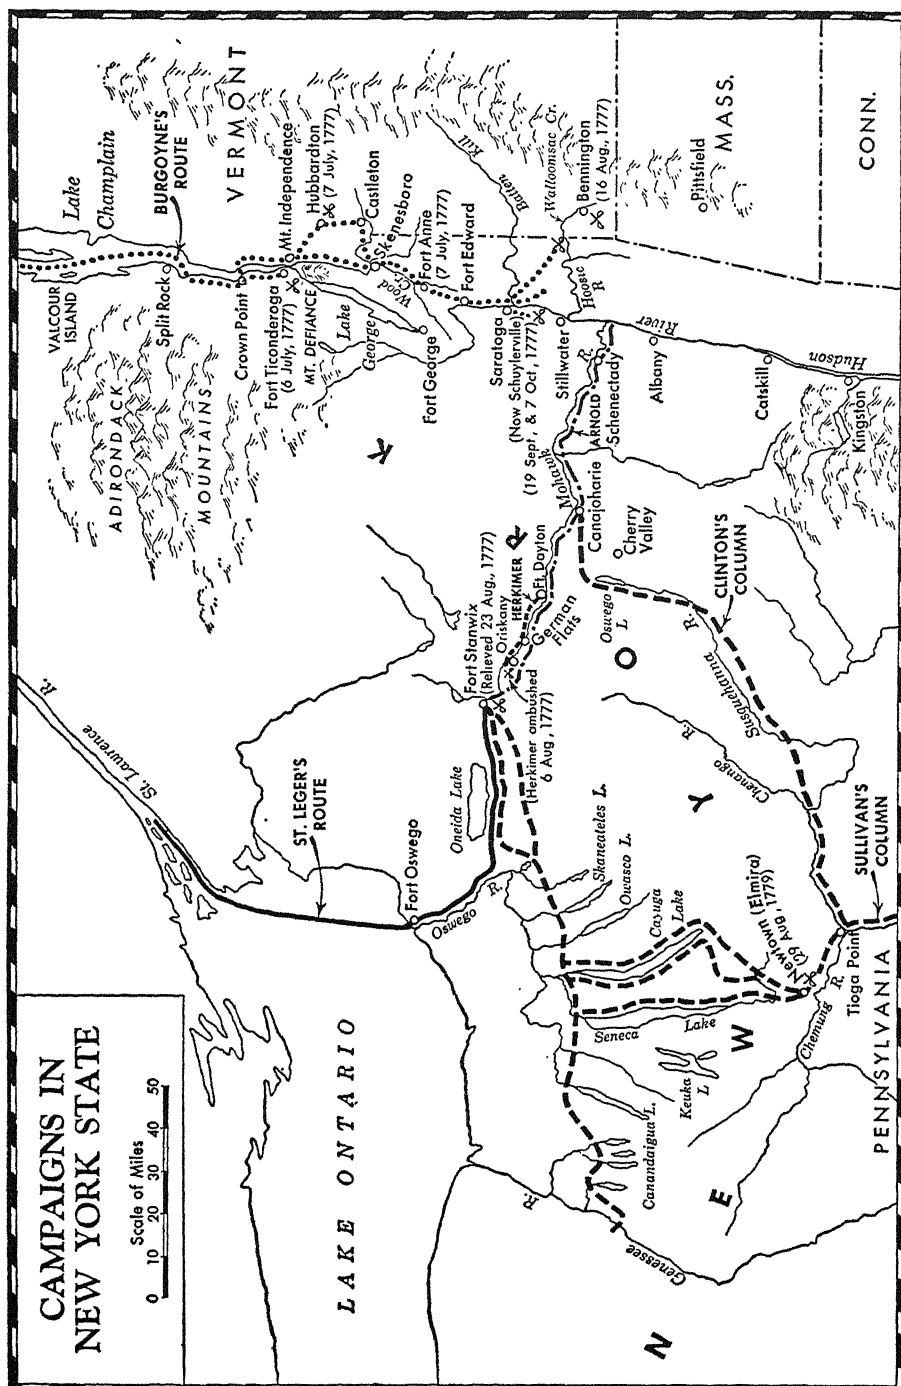 CAMPAIGNS IN
NEW YORK STATE
Scale of Miles
0 10 20 30 40 50
LAKE ONTARIO
St. Lawrence R.
ST. LEGER'S
ROUTE
Fort Oswego
Oswego R.
Oneida Lake
Fort Stanwix
(Relieved 23 Aug., 1777)
Oriskany
HERKIMER
Ft. Dayton
German
Flats
(Herkimer ambushed
6 Aug, 1777)
ADIRONDACK
MOUNTAINS
Lake
Champlain
VALCOUR
ISLAND
BURGOYNE'S
ROUTE
Split Rock
VERMONT
Crown Point
Fort Ticonderoga
(6 July, 1777)
Mt. Independence
MT. DEFIANCE
Hubbardton
(7 July, 1777)
Castleton
Skenesboro
Lake
George
Wood
Cr.
Fort Anne
(7 July, 1777)
Fort George
Fort Edward
Batten Kill
Saratoga
(Now Schuylerville)
(19 Sept., & 7 Oct, 1777)
Walloomsac Cr.
Bennington
(16 Aug, 1777)
Hoosic
R
Stillwater
Mohawk R.
ARNOLD
Schenectady
Canajoharie
Cherry
Valley
Albany
Hudson River
Catskill
Kingston
Pittsfield
MASS.
CONN.
Oswego
L
Susquehanna R.
CLINTON'S
COLUMN
Chenango R.
Skaneateles L.
Owasco L.
Cayuga
Lake
Seneca Lake
Keuka
L
Canandaigua L.
Genessee R.
Newtown (Elmira)
(29 Aug, 1779)
Chemung R.
Tioga Point
SULLIVAN'S
COLUMN
PENNSYLVANIA
NEW YORK